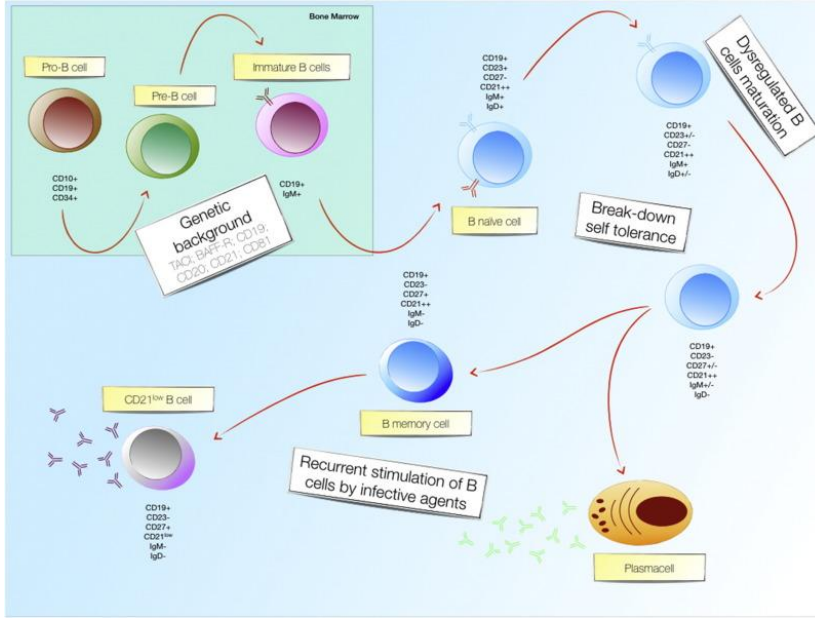 Bone Marrow
Pro-B cell
CD10+
CD19+
CD34+
Pre-B cell
Immature B cells
CD19+
IgM+
Genetic
background
TACI; BAFF-R; CD19;
CD20; CD21; CD81
CD19+
CD23+
CD27-
CD21++
IgM+
IgD+
B naïve cell
CD19+
CD23+/-
CD27-
CD21++
IgM+
IgD+/-
Dysregulated B
cells maturation
Break-down
self tolerance
CD19+
CD23-
CD27+/-
CD21++
IgM+/-
IgD-
CD19+
CD23-
CD27+
CD21++
IgM-
IgD-
B memory cell
CD21low B cell
CD19+
CD23-
CD27+
CD21low
IgM-
IgD-
Recurrent stimulation of B
cells by infective agents
Plasmacell